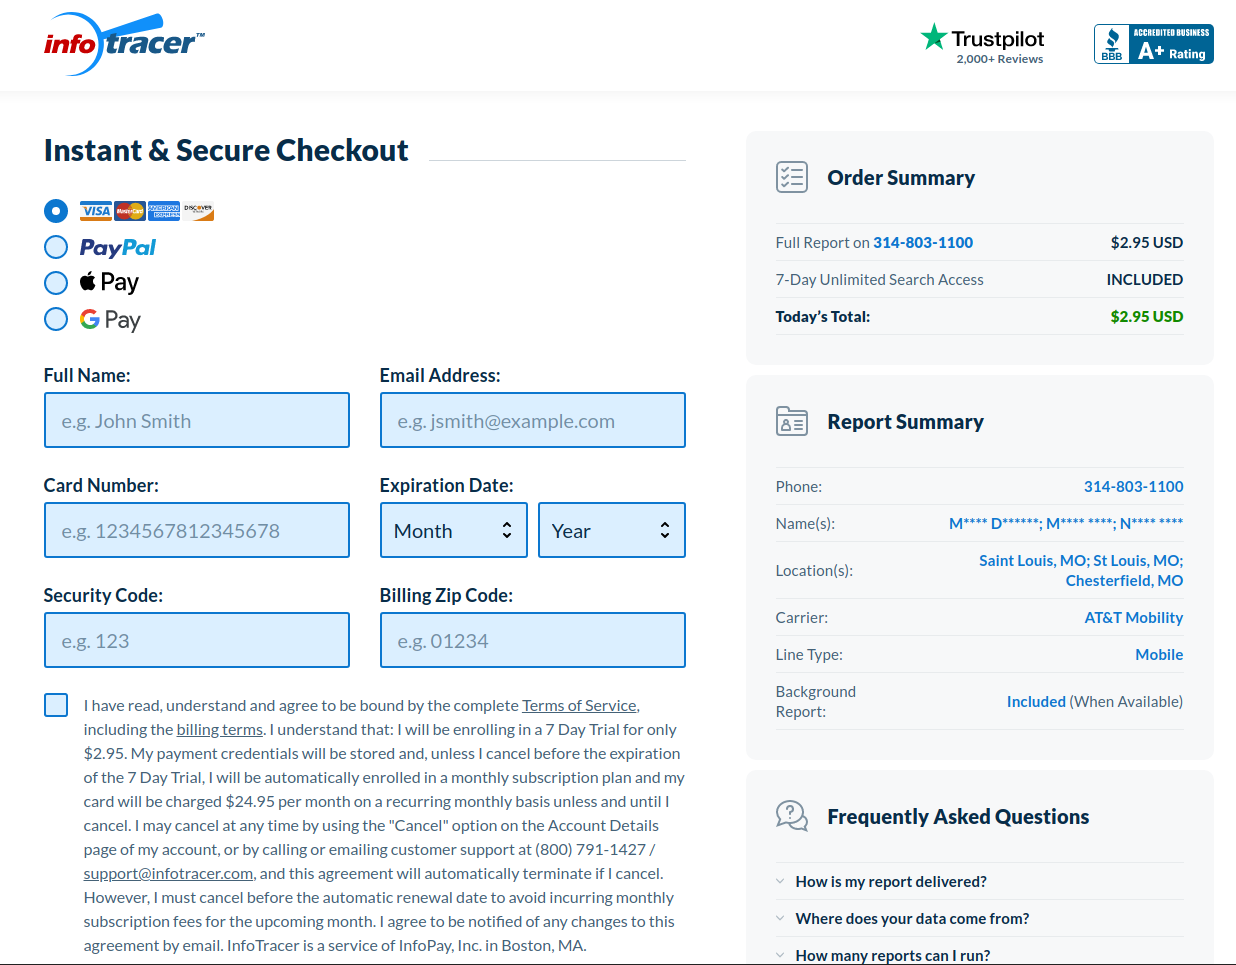 infotracer™
Trustpilot
2,000+ Reviews
BBB
ACCREDITED BUSINESS
A+ Rating
Instant & Secure Checkout
VISA MasterCard AMERICAN EXPRESS DISCOVER
PayPal
Pay
G Pay
Full Name:
Email Address:
e.g. John Smith
e.g. jsmith@example.com
Card Number:
Expiration Date:
e.g. 1234567812345678
Month
Year
Security Code:
Billing Zip Code:
e.g. 123
e.g. 01234
I have read, understand and agree to be bound by the complete Terms of Service,
including the billing terms. I understand that: I will be enrolling in a 7 Day Trial for only
$2.95. My payment credentials will be stored and, unless I cancel before the expiration
of the 7 Day Trial, I will be automatically enrolled in a monthly subscription plan and my
card will be charged $24.95 per month on a recurring monthly basis unless and until I
cancel. I may cancel at any time by using the "Cancel" option on the Account Details
page of my account, or by calling or emailing customer support at (800) 791-1427 /
support@infotracer.com, and this agreement will automatically terminate if I cancel.
However, I must cancel before the automatic renewal date to avoid incurring monthly
subscription fees for the upcoming month. I agree to be notified of any changes to this
agreement by email. InfoTracer is a service of InfoPay, Inc. in Boston, MA.
Order Summary
Full Report on 314-803-1100 $2.95 USD
7-Day Unlimited Search Access INCLUDED
Today's Total: $2.95 USD
Report Summary
Phone: 314-803-1100
Name(s): M**** D******; M**** ****; N**** ****
Location(s): Saint Louis, MO; St Louis, MO;
Chesterfield, MO
Carrier: AT&T Mobility
Line Type: Mobile
Background
Report: Included (When Available)
Frequently Asked Questions
How is my report delivered?
Where does your data come from?
How many reports can I run?